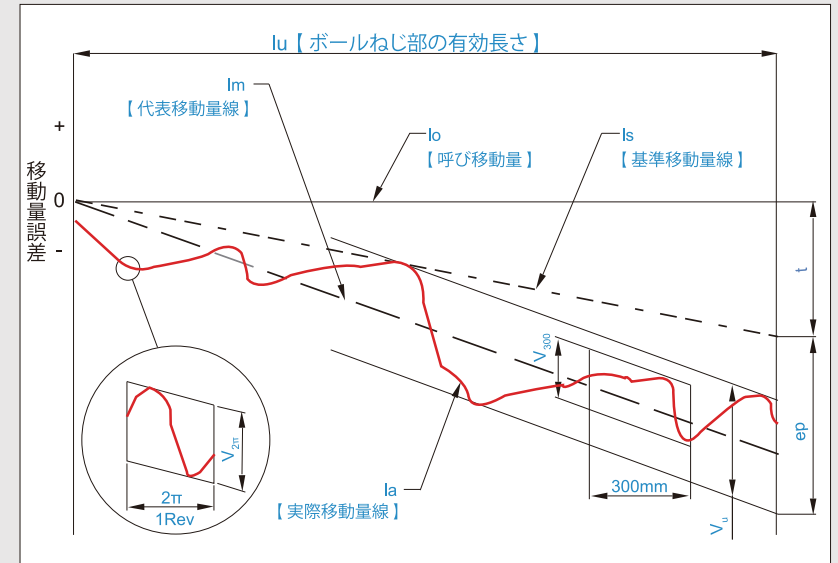 lu【ボールねじ部の有効長さ】
lm
【代表移動量線】
+
lo
【呼び移動量】
ls
【基準移動量線】
移動量誤差
0
-
t
V300
ep
V2π
2π
1Rev
la
【実際移動量線】
300mm
Vu